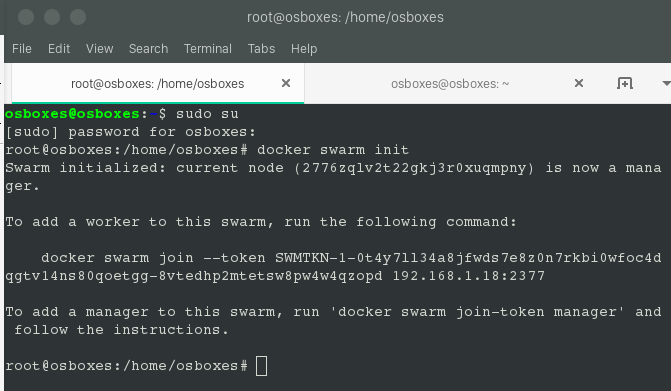 root@osboxes: /home/osboxes
File Edit View Search Terminal Tabs Help
root@osboxes: /home/osboxes × osboxes@osboxes: ~ ×
osboxes@osboxes:~$ sudo su
[sudo] password for osboxes:
root@osboxes:/home/osboxes# docker swarm init
Swarm initialized: current node (2776zqlv2t22gkj3r0xuqmpny) is now a mana
ger.
To add a worker to this swarm, run the following command:
docker swarm join --token SWMTKN-1-0t4y7ll34a8jfwds7e8z0n7rkbi0wfoc4d
qgtv14ns80qoetgg-8vtedhp2mtetsw8pw4w4qzopd 192.168.1.18:2377
To add a manager to this swarm, run 'docker swarm join-token manager' and
follow the instructions.
root@osboxes:/home/osboxes#